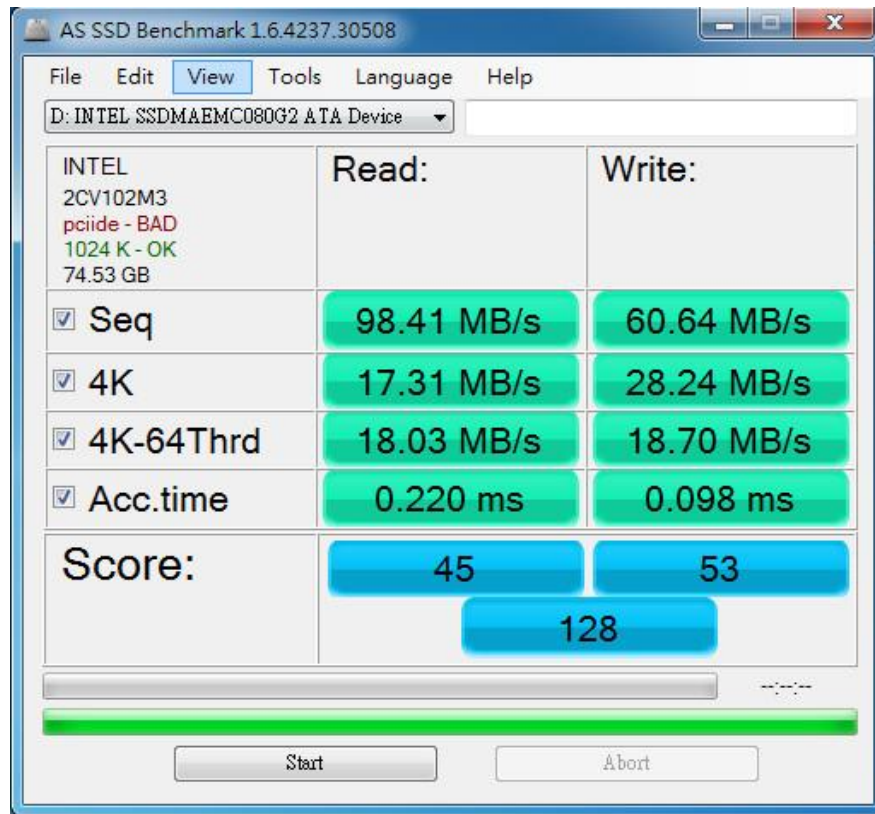 AS SSD Benchmark 1.6.4237.30508
File Edit View Tools Language Help
D: INTEL SSDMAEMC080G2 ATA Device
INTEL
2CV102M3
pciide - BAD
1024 K - OK
74.53 GB
Read: Write:
Seq 98.41 MB/s 60.64 MB/s
4K 17.31 MB/s 28.24 MB/s
4K-64Thrd 18.03 MB/s 18.70 MB/s
Acc.time 0.220 ms 0.098 ms
Score: 45 53
128
--:--:--
Start Abort